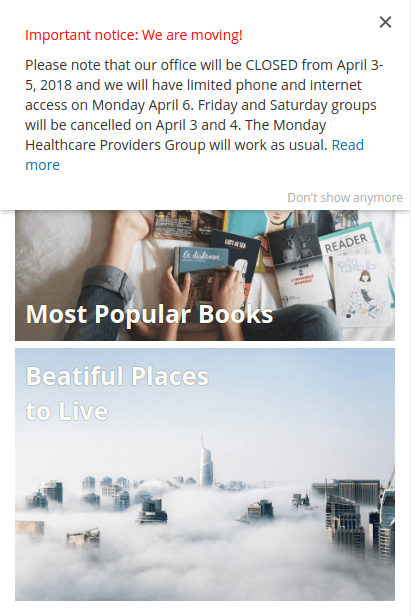 Important notice: We are moving!
Please note that our office will be CLOSED from April 3-
5, 2018 and we will have limited phone and internet
access on Monday April 6. Friday and Saturday groups
will be cancelled on April 3 and 4. The Monday
Healthcare Providers Group will work as usual. Read
more
Don't show anymore
LOST AT SEA
la distancia
READER
extra curricular
Most Popular Books
Beatiful Places
to Live